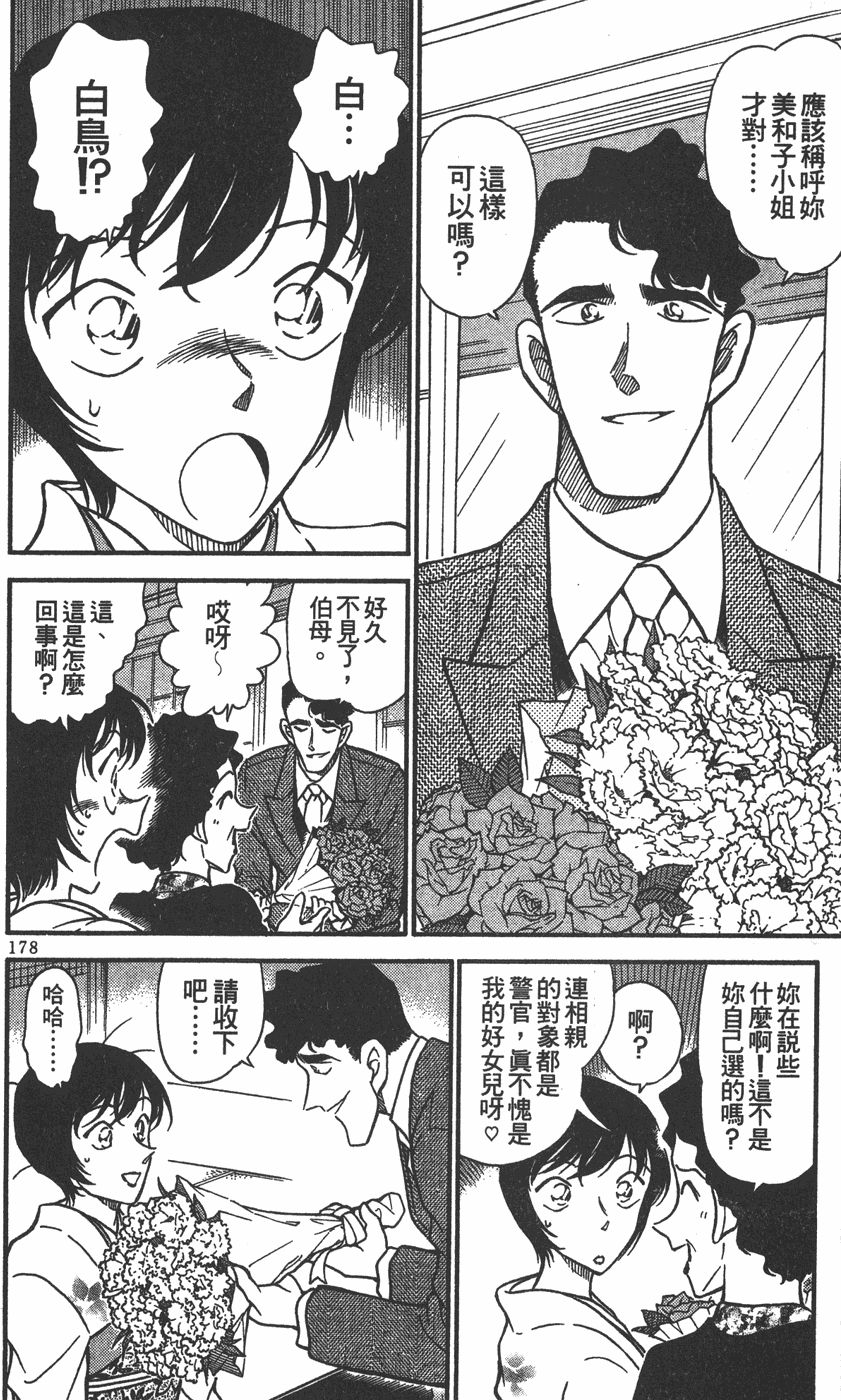 應該稱呼妳
美和子小姐
才對……
這樣
可以嗎？
白…
白鳥!?
好久
不見了，
伯母。
哎呀～
這、
這是怎麼
回事啊？
178
妳在説些
什麼啊！這不是
妳自己選的嗎？
啊？
連相親
的對象都是
警官，眞不愧是
我的好女兒呀♡
請收下
吧……
哈哈……